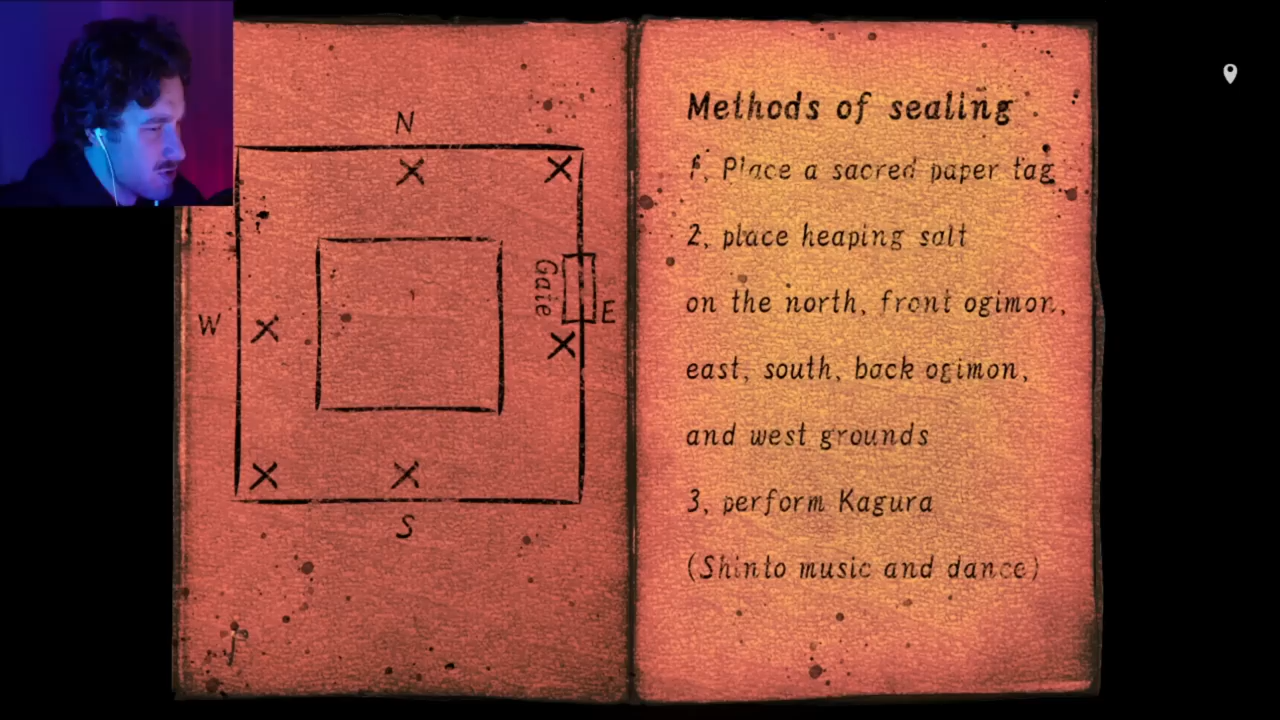 N
W
Gate
E
S
Methods of sealing
1, Place a sacred paper tag
2, place heaping salt
on the north, front ogimon,
east, south, back ogimon,
and west grounds
3, perform Kagura
(Shinto music and dance)